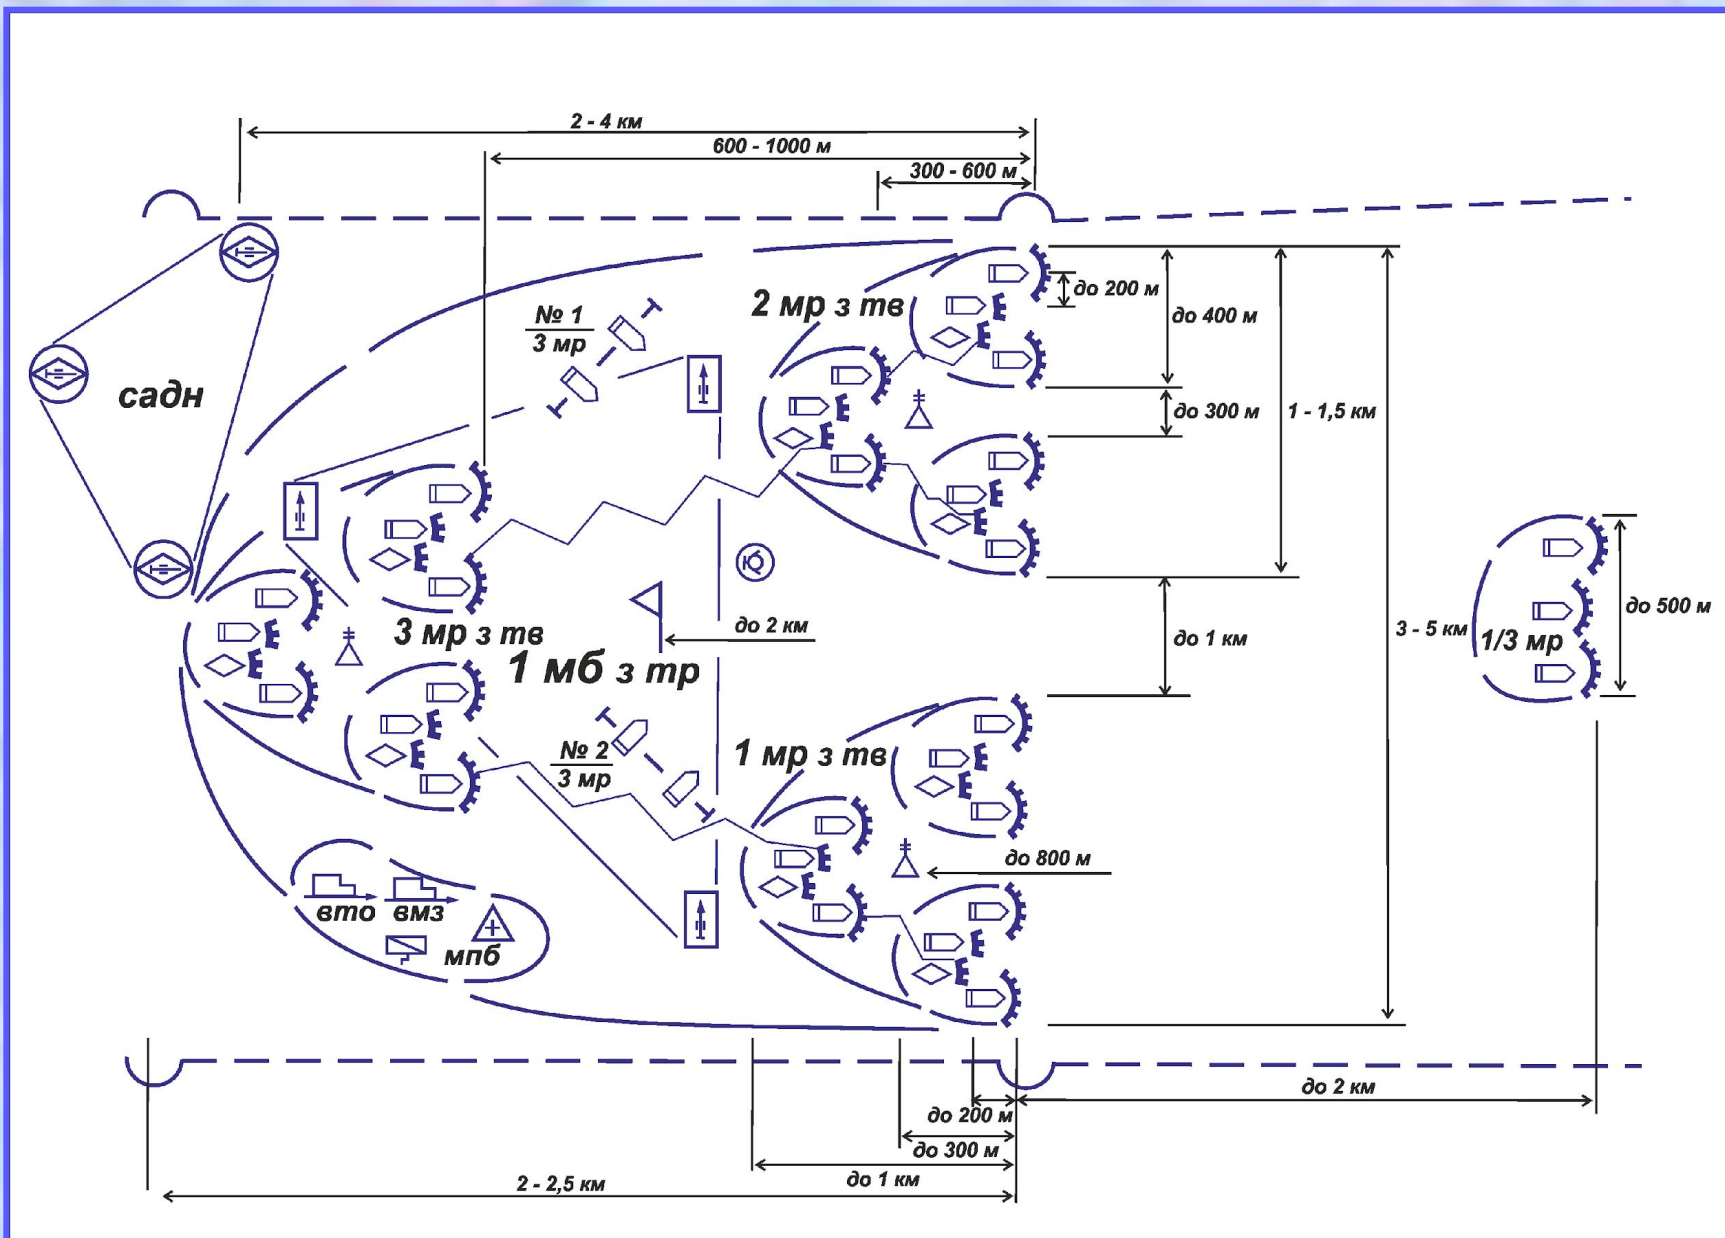 2 - 4 км
600 - 1000 м
300 - 600 м
2 мр з тв
до 200 м
№ 1
3 мр
до 400 м
садн
до 300 м
1 - 1,5 км
3 мр з тв
до 2 км
до 1 км
3 - 5 км
1/3 мр
до 500 м
1 мб з тр
№ 2
3 мр
1 мр з тв
до 800 м
вто
вмз
мпб
до 2 км
до 200 м
до 300 м
до 1 км
2 - 2,5 км